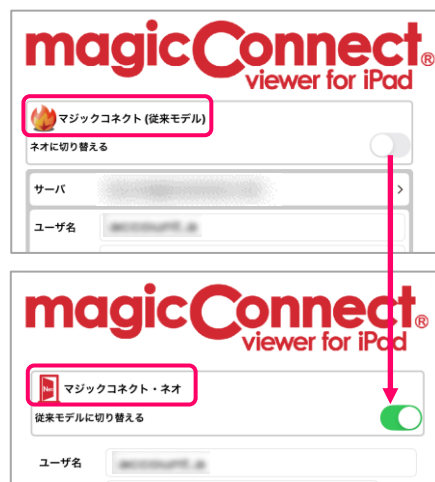 magicConnect®
viewer for iPad
マジックコネクト (従来モデル)
ネオに切り替える
サーバ
ユーザ名
magicConnect®
viewer for iPad
Neo マジックコネクト・ネオ
従来モデルに切り替える
ユーザ名